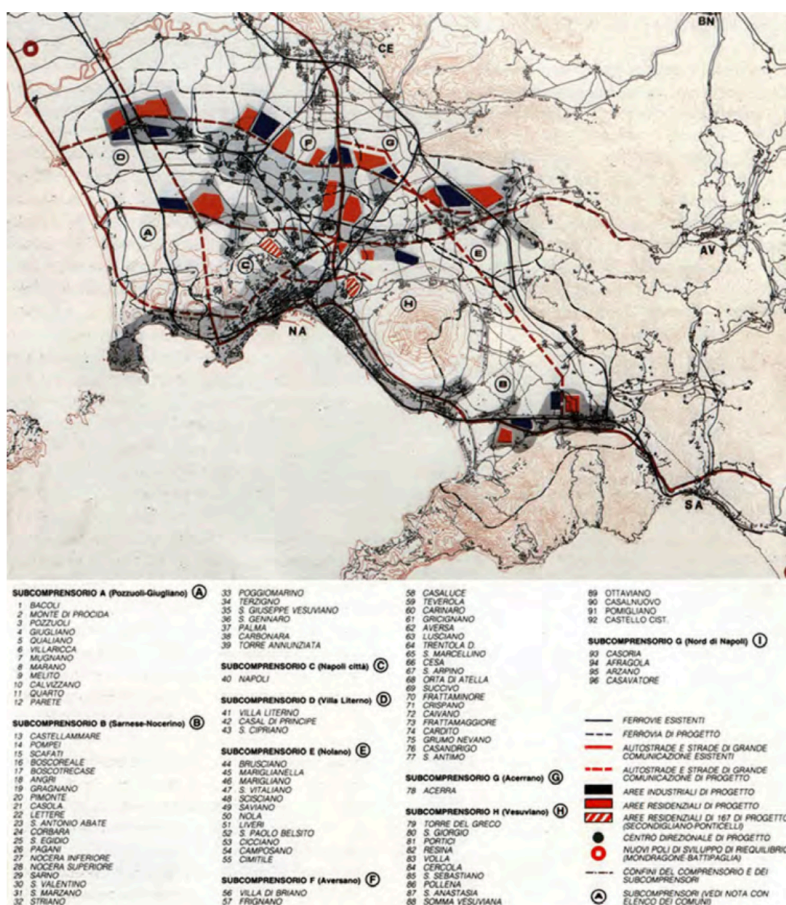 BN
CE
F
G
D
A
E
AV
C
NA
H
B
SA
SUBCOMPRENSORIO A (Pozzuoli-Giugliano) A
1 BACOLI
2 MONTE DI PROCIDA
3 POZZUOLI
4 GIUGLIANO
5 QUALIANO
6 VILLARICCA
7 MUGNANO
8 MARANO
9 MELITO
10 CALVIZZANO
11 QUARTO
12 PARETE
SUBCOMPRENSORIO B (Sarnese-Nocerino) B
13 CASTELLAMMARE
14 POMPEI
15 SCAFATI
16 BOSCOREALE
17 BOSCOTRECASE
18 ANGRI
19 GRAGNANO
20 PIMONTE
21 CASOLA
22 LETTERE
23 S. ANTONIO ABATE
24 CORBARA
25 S. EGIDIO
26 PAGANI
27 NOCERA INFERIORE
28 NOCERA SUPERIORE
29 SARNO
30 S. VALENTINO
31 S. MARZANO
32 STRIANO
33 POGGIOMARINO
34 TERZIGNO
35 S. GIUSEPPE VESUVIANO
36 S. GENNARO
37 PALMA
38 CARBONARA
39 TORRE ANNUNZIATA
SUBCOMPRENSORIO C (Napoli città) C
40 NAPOLI
SUBCOMPRENSORIO D (Villa Literno) D
41 VILLA LITERNO
42 CASAL DI PRINCIPE
43 S. CIPRIANO
SUBCOMPRENSORIO E (Nolano) E
44 BRUSCIANO
45 MARIGLIANELLA
46 MARIGLIANO
47 S. VITALIANO
48 SCISCIANO
49 SAVIANO
50 NOLA
51 LIVERI
52 S. PAOLO BELSITO
53 CICCIANO
54 CAMPOSANO
55 CIMITILE
SUBCOMPRENSORIO F (Aversano) F
56 VILLA DI BRIANO
57 FRIGNANO
58 CASALUCE
59 TEVEROLA
60 CARINARO
61 GRICIGNANO
62 AVERSA
63 LUSCIANO
64 TRENTOLA D.
65 S. MARCELLINO
66 CESA
67 S. ARPINO
68 ORTA DI ATELLA
69 SUCCIVO
70 FRATTAMINORE
71 CRISPANO
72 CAIVANO
73 FRATTAMAGGIORE
74 CARDITO
75 GRUMO NEVANO
76 CASANDRIGO
77 S. ANTIMO
SUBCOMPRENSORIO G (Acerrano) G
78 ACERRA
SUBCOMPRENSORIO H (Vesuviano) H
79 TORRE DEL GRECO
80 S. GIORGIO
81 PORTICI
82 RESINA
83 VOLLA
84 CERCOLA
85 S. SEBASTIANO
86 POLLENA
87 S. ANASTASIA
88 SOMMA VESUVIANA
89 OTTAVIANO
90 CASALNUOVO
91 POMIGLIANO
92 CASTELLO CIST.
SUBCOMPRENSORIO G (Nord di Napoli) I
93 CASORIA
94 AFRAGOLA
95 ARZANO
96 CASAVATORE
FERROVIE ESISTENTI
FERROVIA DI PROGETTO
AUTOSTRADE E STRADE DI GRANDE
COMUNICAZIONE ESISTENTI
AUTOSTRADE E STRADE DI GRANDE
COMUNICAZIONE DI PROGETTO
AREE INDUSTRIALI DI PROGETTO
AREE RESIDENZIALI DI PROGETTO
AREE RESIDENZIALI DI 167 DI PROGETTO
(SECONDIGLIANO-PONTICELLI)
CENTRO DIREZIONALE DI PROGETTO
NUOVI POLI DI SVILUPPO DI RIEQUILIBRIO
(MONDRAGONE-BATTIPAGLIA)
CONFINI DEL COMPRENSORIO E DEI
SUBCOMPRENSORI
A SUBCOMPRENSORI (VEDI NOTA CON
ELENCO DEI COMUNI)